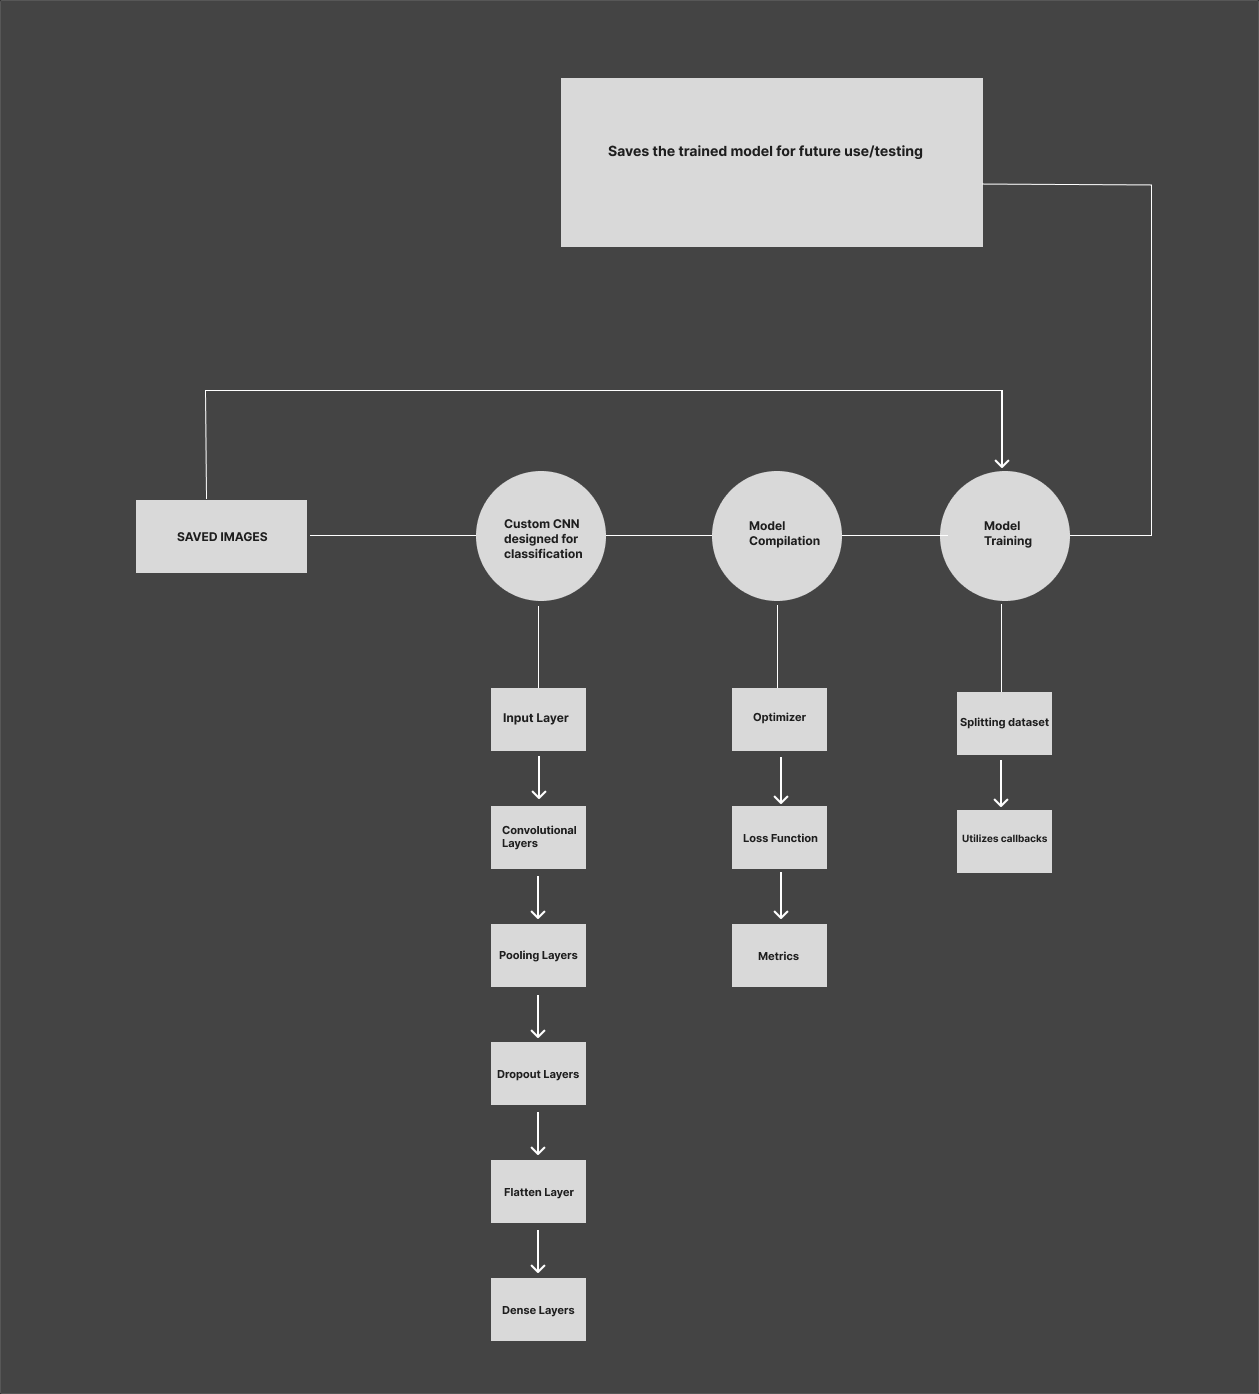 Saves the trained model for future use/testing
SAVED IMAGES
Custom CNN
designed for
classification
Model
Compilation
Model
Training
Input Layer
Convolutional
Layers
Pooling Layers
Dropout Layers
Flatten Layer
Dense Layers
Optimizer
Loss Function
Metrics
Splitting dataset
Utilizes callbacks